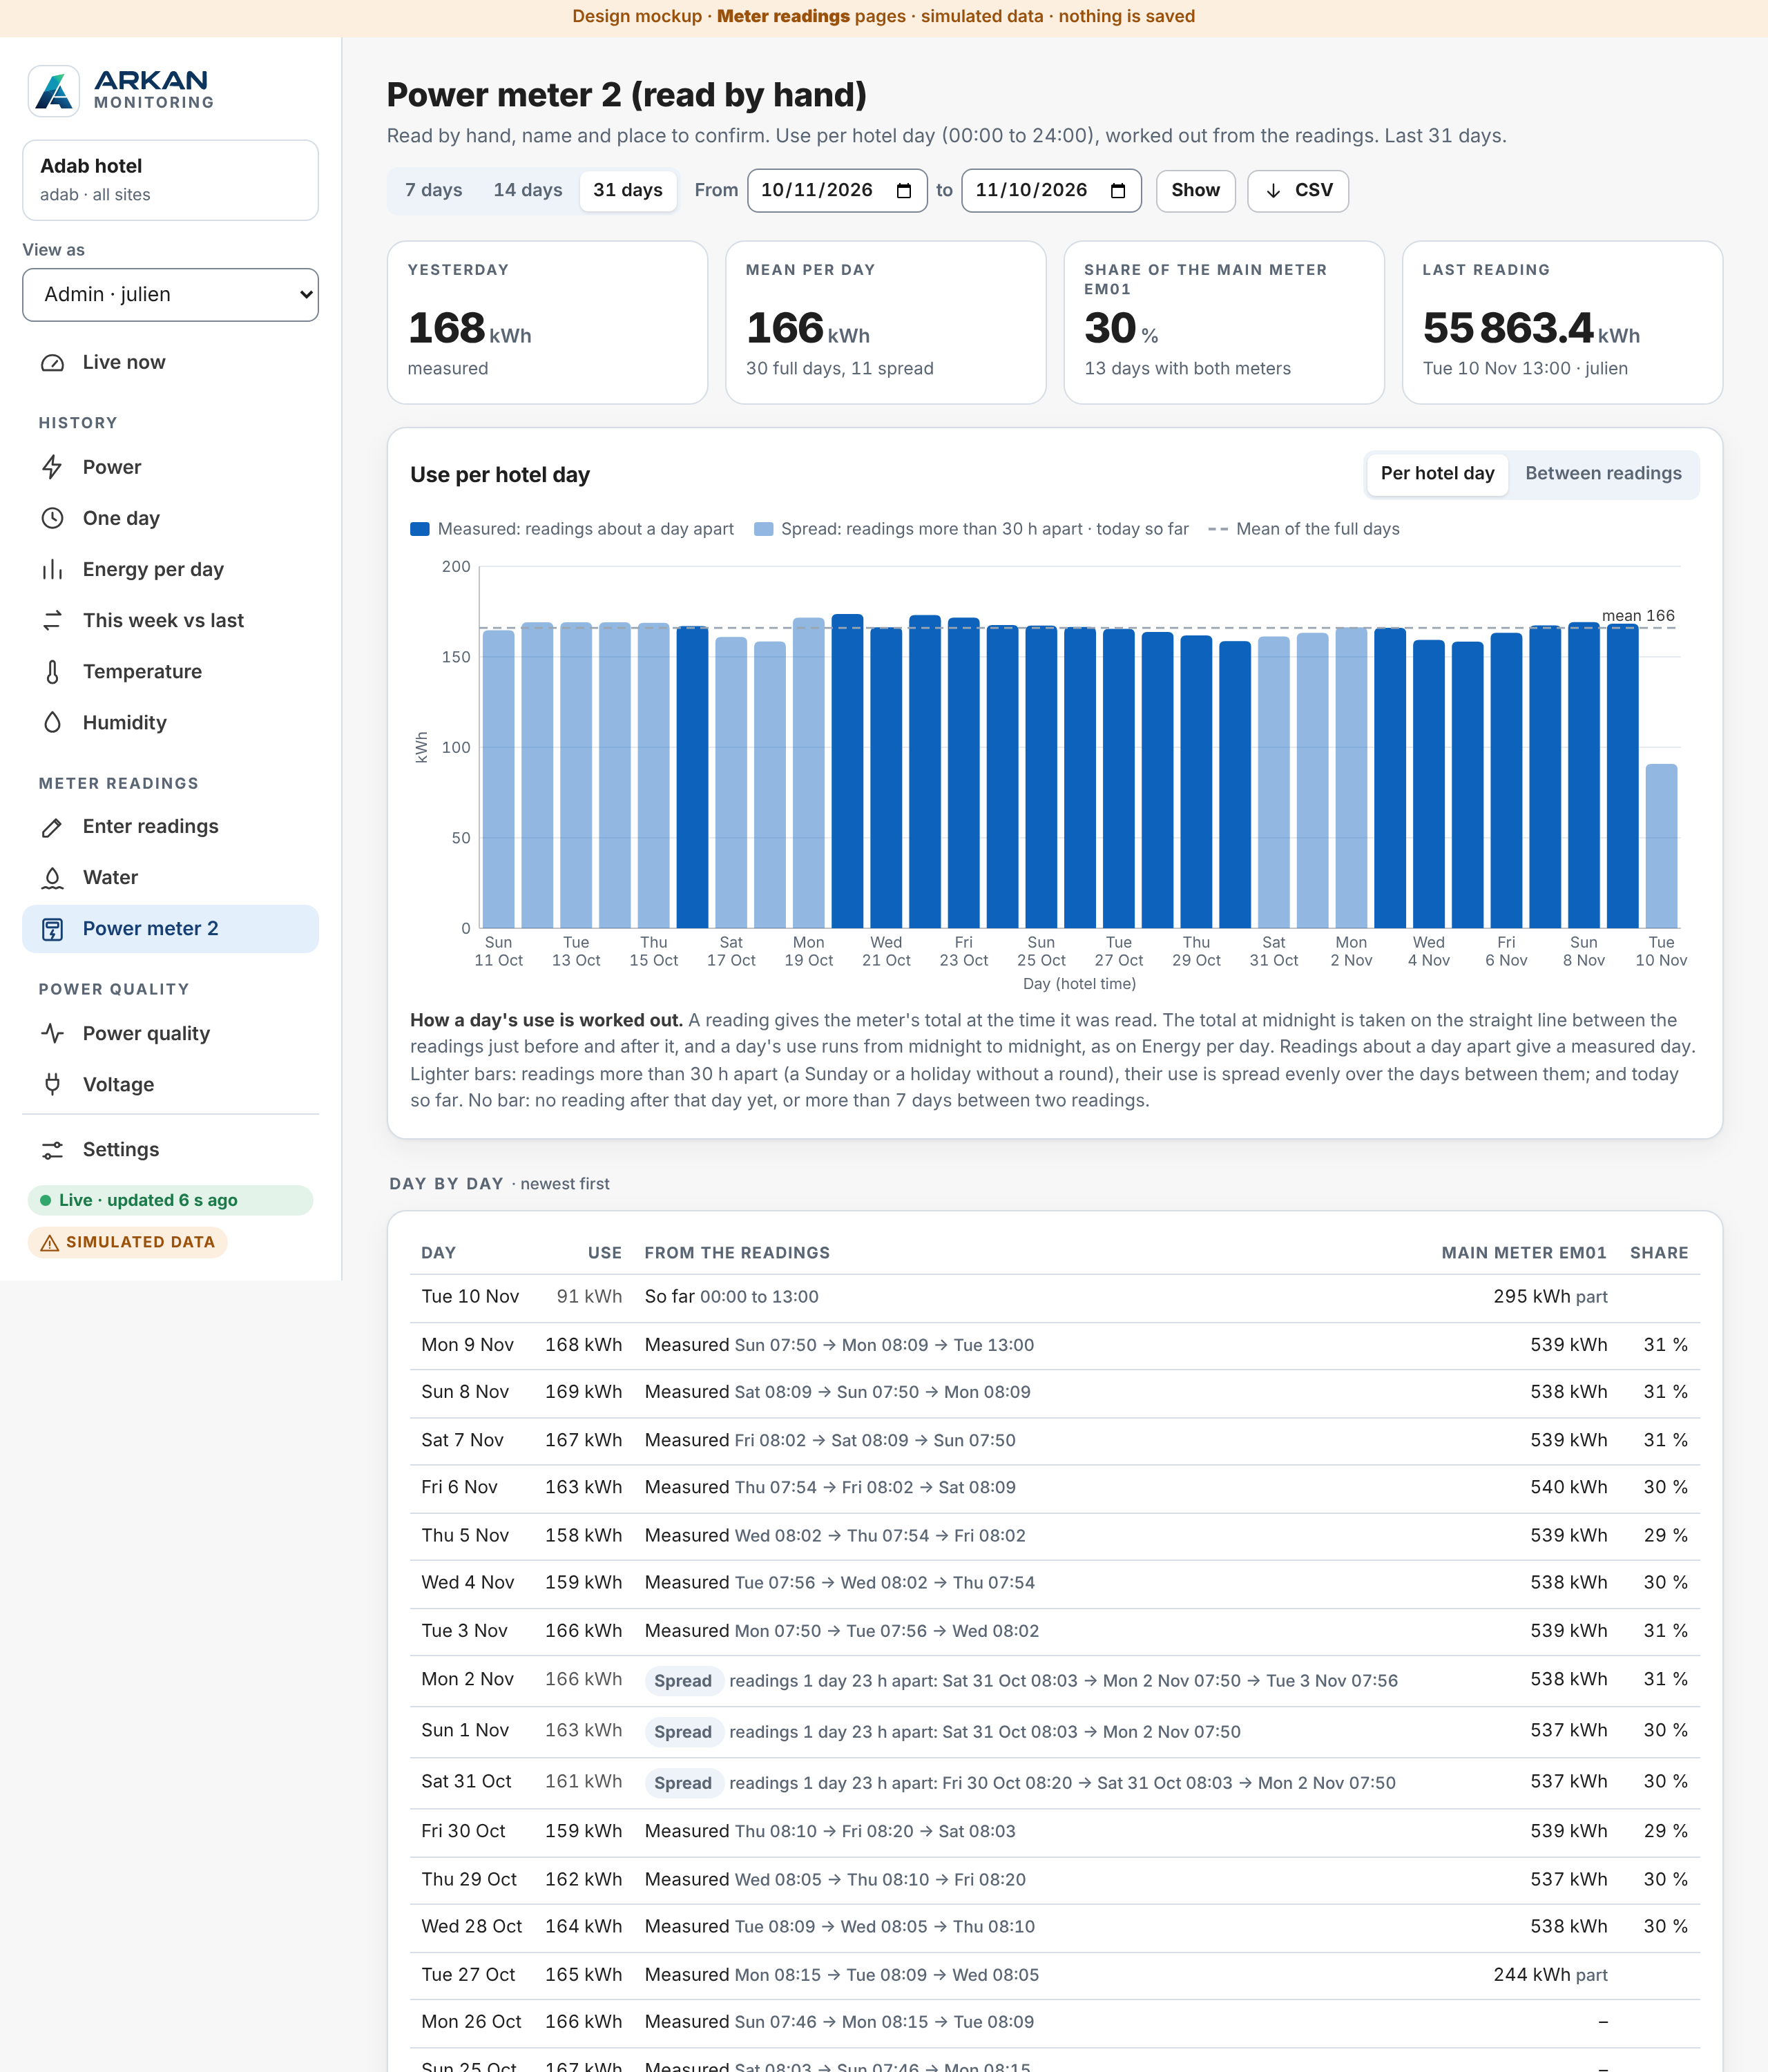 Design mockup · Meter readings pages · simulated data · nothing is saved
ARKAN
MONITORING
Adab hotel
adab · all sites
View as
Admin · julien
Live now
HISTORY
Power
One day
Energy per day
This week vs last
Temperature
Humidity
METER READINGS
Enter readings
Water
Power meter 2
POWER QUALITY
Power quality
Voltage
Settings
Live · updated 6 s ago
SIMULATED DATA
Power meter 2 (read by hand)
Read by hand, name and place to confirm. Use per hotel day (00:00 to 24:00), worked out from the readings. Last 31 days.
7 days 14 days 31 days From 10/11/2026 to 11/10/2026 Show ↓ CSV
YESTERDAY
168 kWh
measured
MEAN PER DAY
166 kWh
30 full days, 11 spread
SHARE OF THE MAIN METER
EM01
30 %
13 days with both meters
LAST READING
55 863.4 kWh
Tue 10 Nov 13:00 · julien
Use per hotel day
Per hotel day Between readings
Measured: readings about a day apart Spread: readings more than 30 h apart · today so far Mean of the full days
200
150
100
50
0
kWh
mean 166
Sun Tue Thu Sat Mon Wed Fri Sun Tue Thu Sat Mon Wed Fri Sun Tue
11 Oct 13 Oct 15 Oct 17 Oct 19 Oct 21 Oct 23 Oct 25 Oct 27 Oct 29 Oct 31 Oct 2 Nov 4 Nov 6 Nov 8 Nov 10 Nov
Day (hotel time)
How a day's use is worked out. A reading gives the meter's total at the time it was read. The total at midnight is taken on the straight line between the
readings just before and after it, and a day's use runs from midnight to midnight, as on Energy per day. Readings about a day apart give a measured day.
Lighter bars: readings more than 30 h apart (a Sunday or a holiday without a round), their use is spread evenly over the days between them; and today
so far. No bar: no reading after that day yet, or more than 7 days between two readings.
DAY BY DAY · newest first
DAY USE FROM THE READINGS MAIN METER EM01 SHARE
Tue 10 Nov 91 kWh So far 00:00 to 13:00 295 kWh part
Mon 9 Nov 168 kWh Measured Sun 07:50 → Mon 08:09 → Tue 13:00 539 kWh 31 %
Sun 8 Nov 169 kWh Measured Sat 08:09 → Sun 07:50 → Mon 08:09 538 kWh 31 %
Sat 7 Nov 167 kWh Measured Fri 08:02 → Sat 08:09 → Sun 07:50 539 kWh 31 %
Fri 6 Nov 163 kWh Measured Thu 07:54 → Fri 08:02 → Sat 08:09 540 kWh 30 %
Thu 5 Nov 158 kWh Measured Wed 08:02 → Thu 07:54 → Fri 08:02 539 kWh 29 %
Wed 4 Nov 159 kWh Measured Tue 07:56 → Wed 08:02 → Thu 07:54 538 kWh 30 %
Tue 3 Nov 166 kWh Measured Mon 07:50 → Tue 07:56 → Wed 08:02 539 kWh 31 %
Mon 2 Nov 166 kWh Spread readings 1 day 23 h apart: Sat 31 Oct 08:03 → Mon 2 Nov 07:50 → Tue 3 Nov 07:56 538 kWh 31 %
Sun 1 Nov 163 kWh Spread readings 1 day 23 h apart: Sat 31 Oct 08:03 → Mon 2 Nov 07:50 537 kWh 30 %
Sat 31 Oct 161 kWh Spread readings 1 day 23 h apart: Fri 30 Oct 08:20 → Sat 31 Oct 08:03 → Mon 2 Nov 07:50 537 kWh 30 %
Fri 30 Oct 159 kWh Measured Thu 08:10 → Fri 08:20 → Sat 08:03 539 kWh 29 %
Thu 29 Oct 162 kWh Measured Wed 08:05 → Thu 08:10 → Fri 08:20 537 kWh 30 %
Wed 28 Oct 164 kWh Measured Tue 08:09 → Wed 08:05 → Thu 08:10 538 kWh 30 %
Tue 27 Oct 165 kWh Measured Mon 08:15 → Tue 08:09 → Wed 08:05 244 kWh part
Mon 26 Oct 166 kWh Measured Sun 07:46 → Mon 08:15 → Tue 08:09 –
Sun 25 Oct 167 kWh Measured Sat 08:03 → Sun 07:46 → Mon 08:15 –